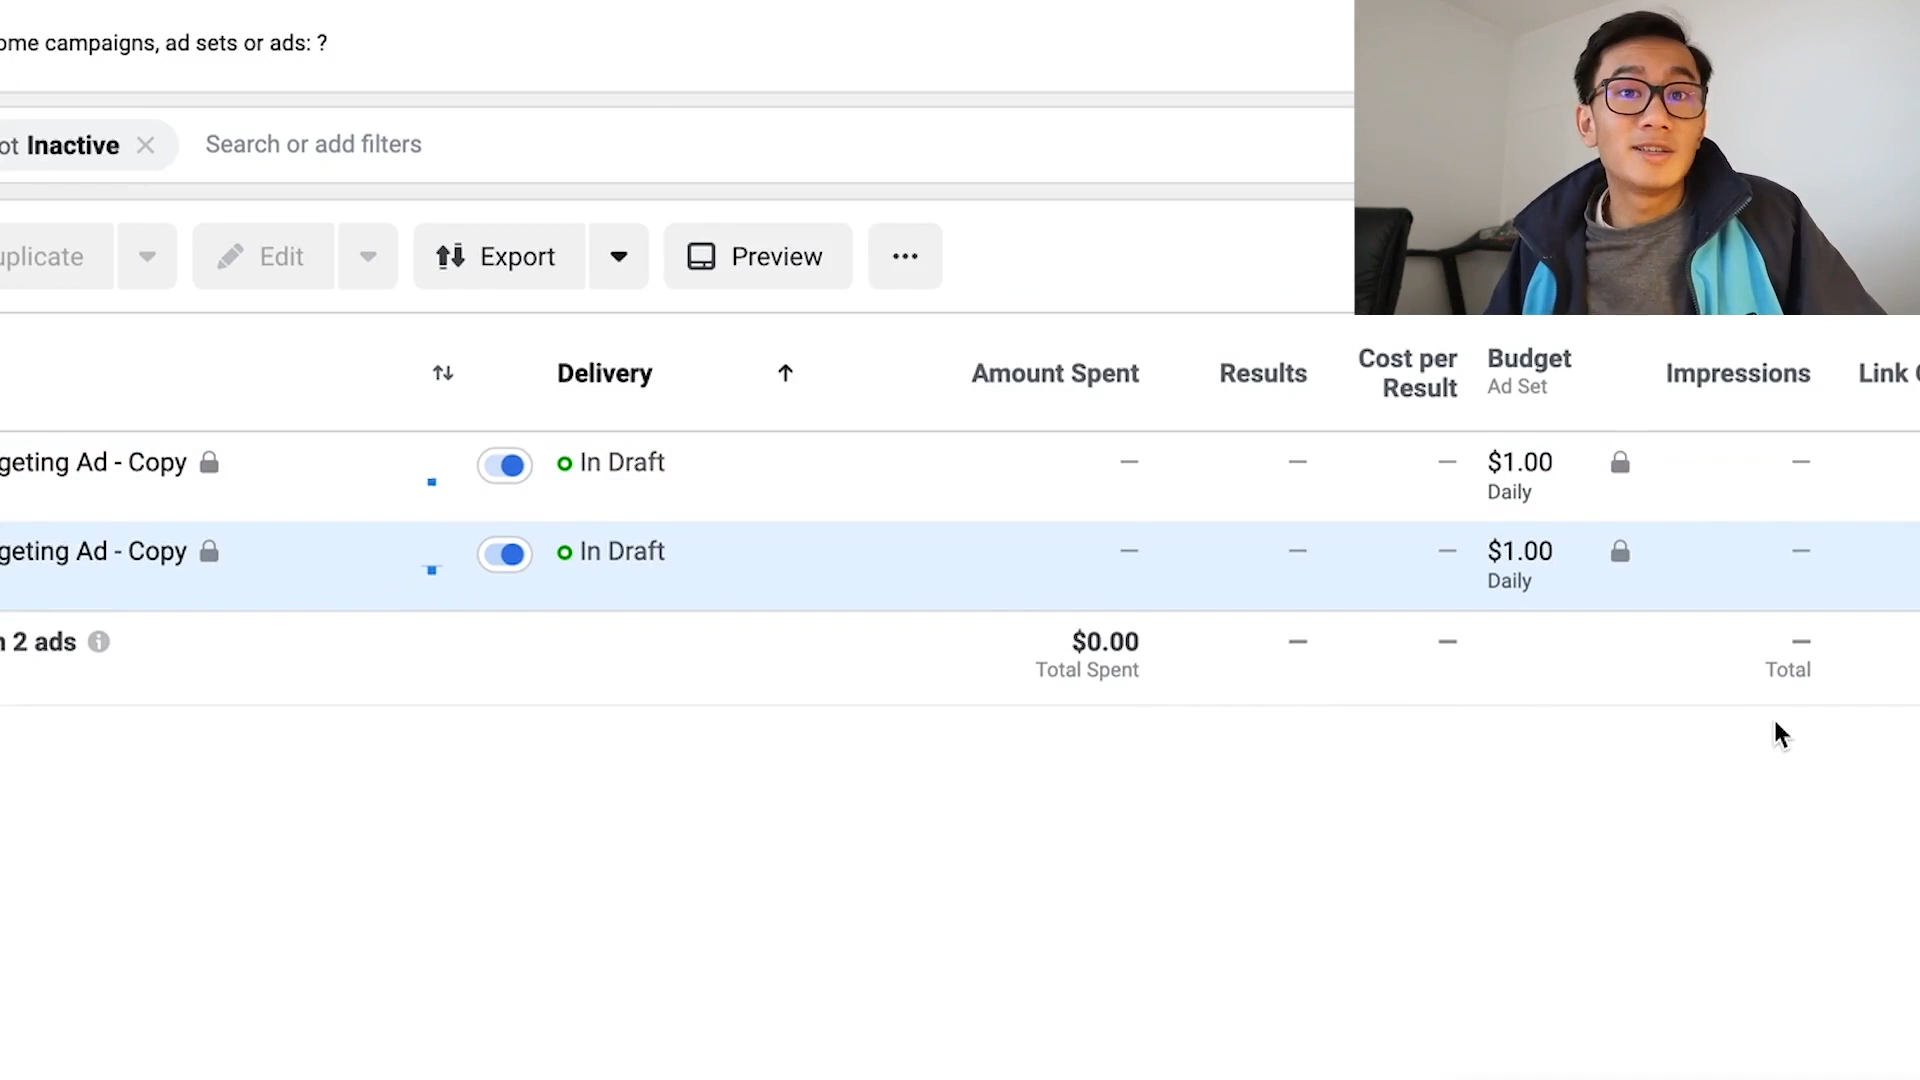 ome campaigns, ad sets or ads: ?
ot Inactive
Search or add filters
uplicate
Edit
Export
Preview
Delivery
Amount Spent
Results
Cost per
Result
Budget
Ad Set
Impressions
Link C
geting Ad - Copy
In Draft
—
—
—
$1.00
Daily
—
geting Ad - Copy
In Draft
—
—
—
$1.00
Daily
—
n 2 ads
$0.00
Total Spent
—
—
—
Total